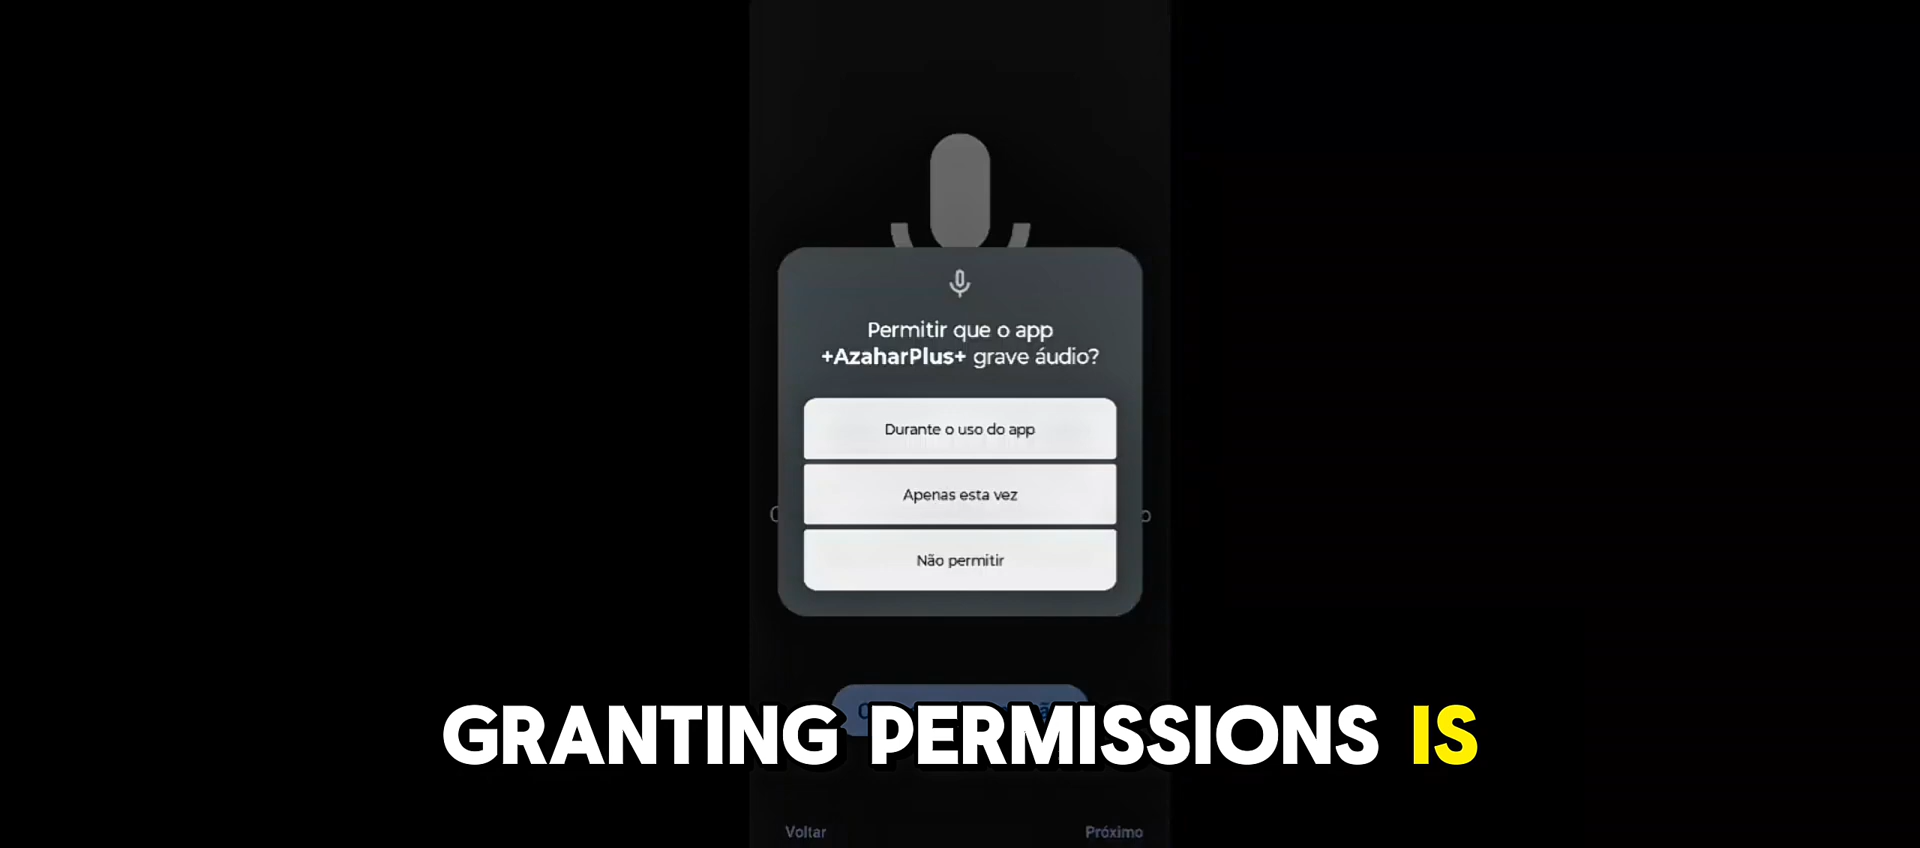 Permitir que o app
+AzaharPlus+ grave áudio?
Durante o uso do app
Apenas esta vez
Não permitir
GRANTING PERMISSIONS IS
Voltar
Próximo